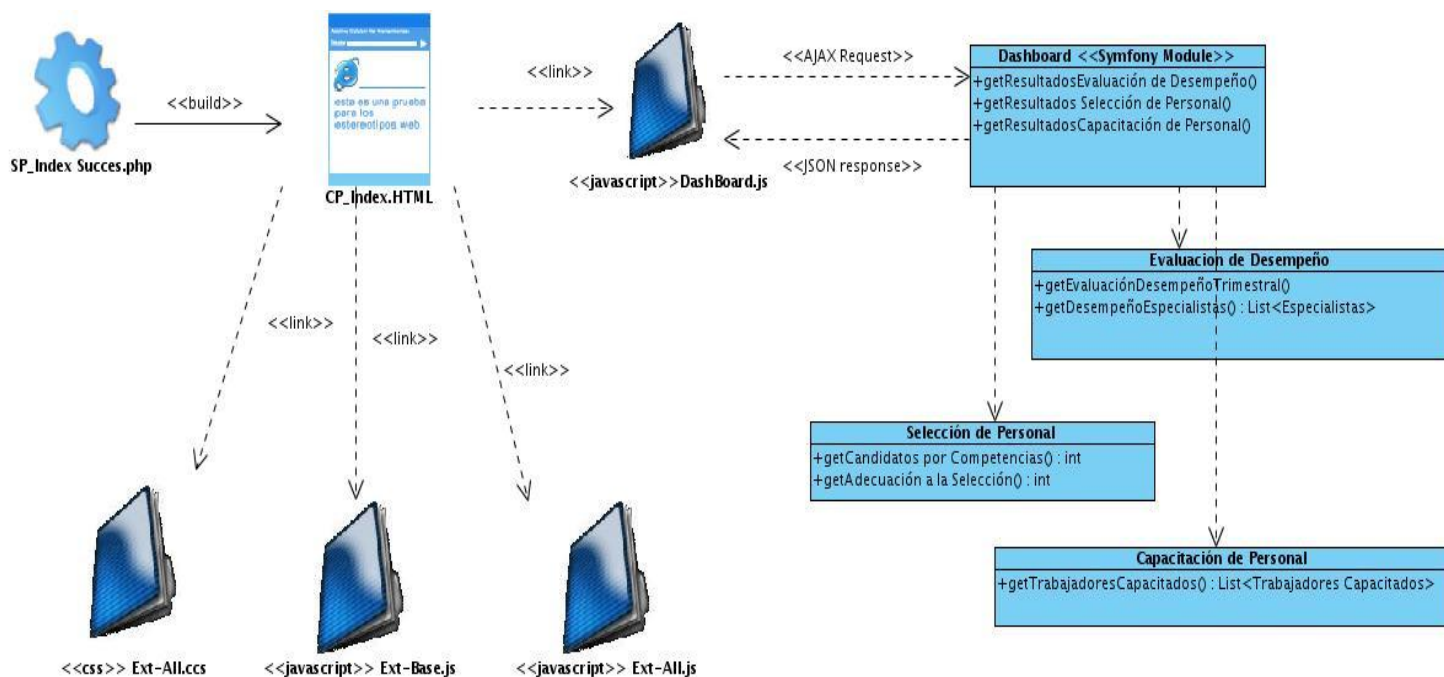 <<build>>
SP_Index Succes.php
este es una prueba
para los
estereotipos web
CP_Index.HTML
<<link>>
<<javascript>>DashBoard.js
<<AJAX Request>>
<<JSON response>>
Dashboard <<Symfony Module>>
+getResultadosEvaluación de Desempeño()
+getResultados Selección de Personal()
+getResultadosCapacitación de Personal()
Evaluacion de Desempeño
+getEvaluaciónDesempeñoTrimestral()
+getDesempeñoEspecialistas() : List<Especialistas>
<<link>>
<<link>>
<<link>>
Selección de Personal
+getCandidatos por Competencias() : int
+getAdecuación a la Selección() : int
Capacitación de Personal
+getTrabajadoresCapacitados() : List<Trabajadores Capacitados>
<<css>> Ext-All.ccs
<<javascript>> Ext-Base.js
<<javascript>> Ext-All.js